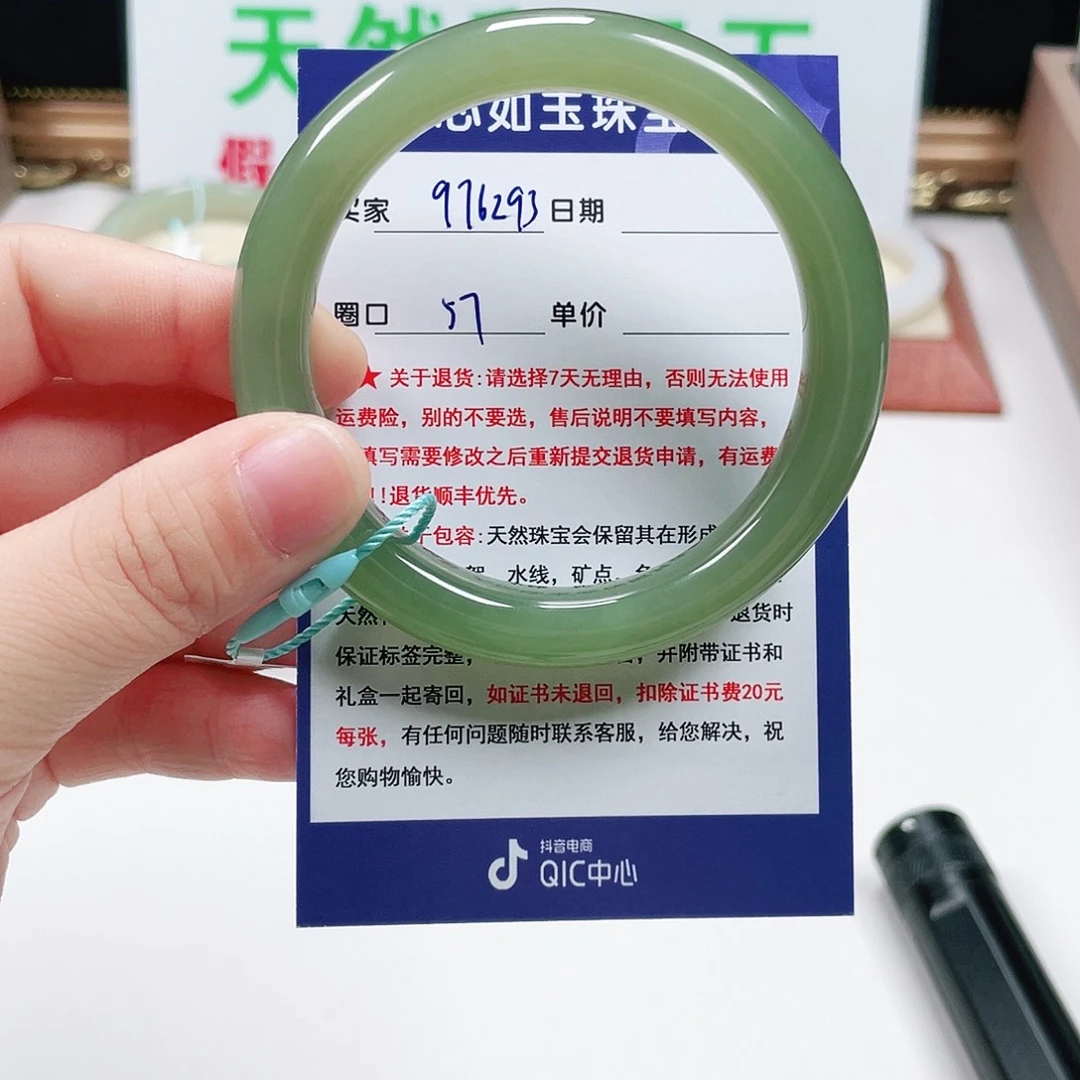 天然
假
心如玉珠宝
买家 976293 日期
圈口 57 单价
★ 关于退货:请选择7天无理由，否则无法使用
运费险，别的不要选，售后说明不要填写内容，
填写需要修改之后重新提交退货申请，有运费
!退货顺丰优先。
于包容:天然珠宝会保留其在形成
水线，矿点
天然 退货时
保证标签完整， 并附带证书和
礼盒一起寄回，如证书未退回，扣除证书费20元
每张，有任何问题随时联系客服，给您解决，祝
您购物愉快。
抖音电商
QIC中心